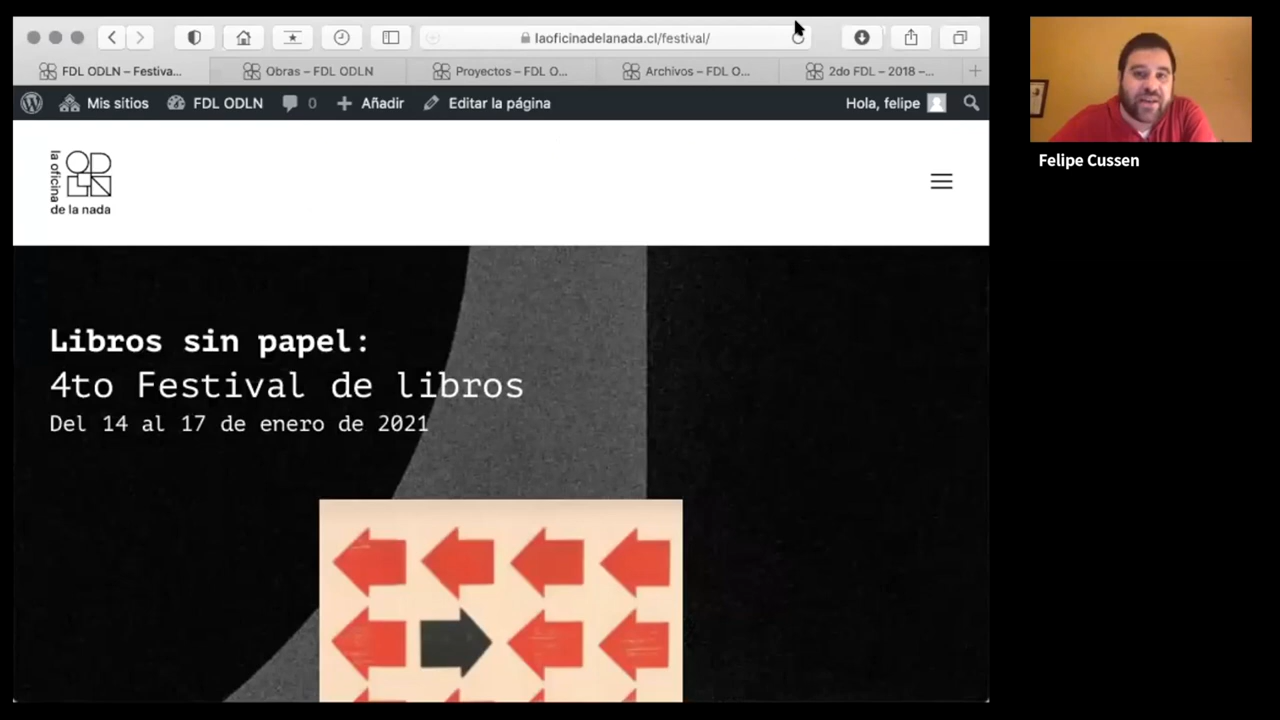 laoficinadelanada.cl/festival/
FDL ODLN – Festiva...
Obras – FDL ODLN
Proyectos – FDL O...
Archivos – FDL O...
2do FDL – 2018 –...
Mis sitios
FDL ODLN
0
Añadir
Editar la página
Hola, felipe
la oficina
ODLN
de la nada
Libros sin papel:
4to Festival de libros
Del 14 al 17 de enero de 2021
Felipe Cussen